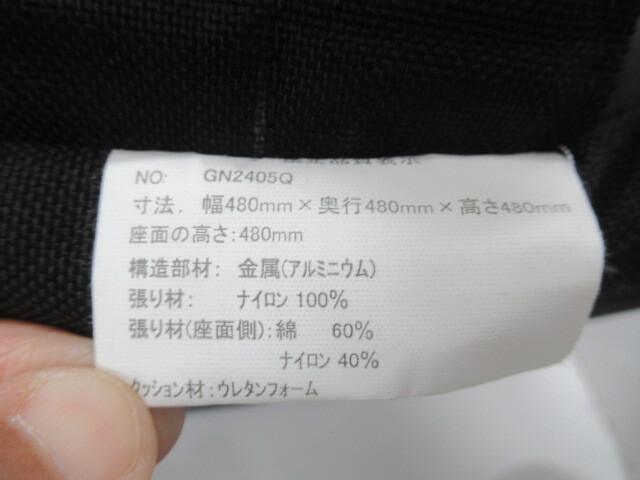 NO: GN2405Q
寸法. 幅480mm×奥行480mm×高さ480mm
座面の高さ:480mm
構造部材: 金属(アルミニウム)
張り材: ナイロン 100%
張り材(座面側):綿 60%
ナイロン 40%
クッション材:ウレタンフォーム